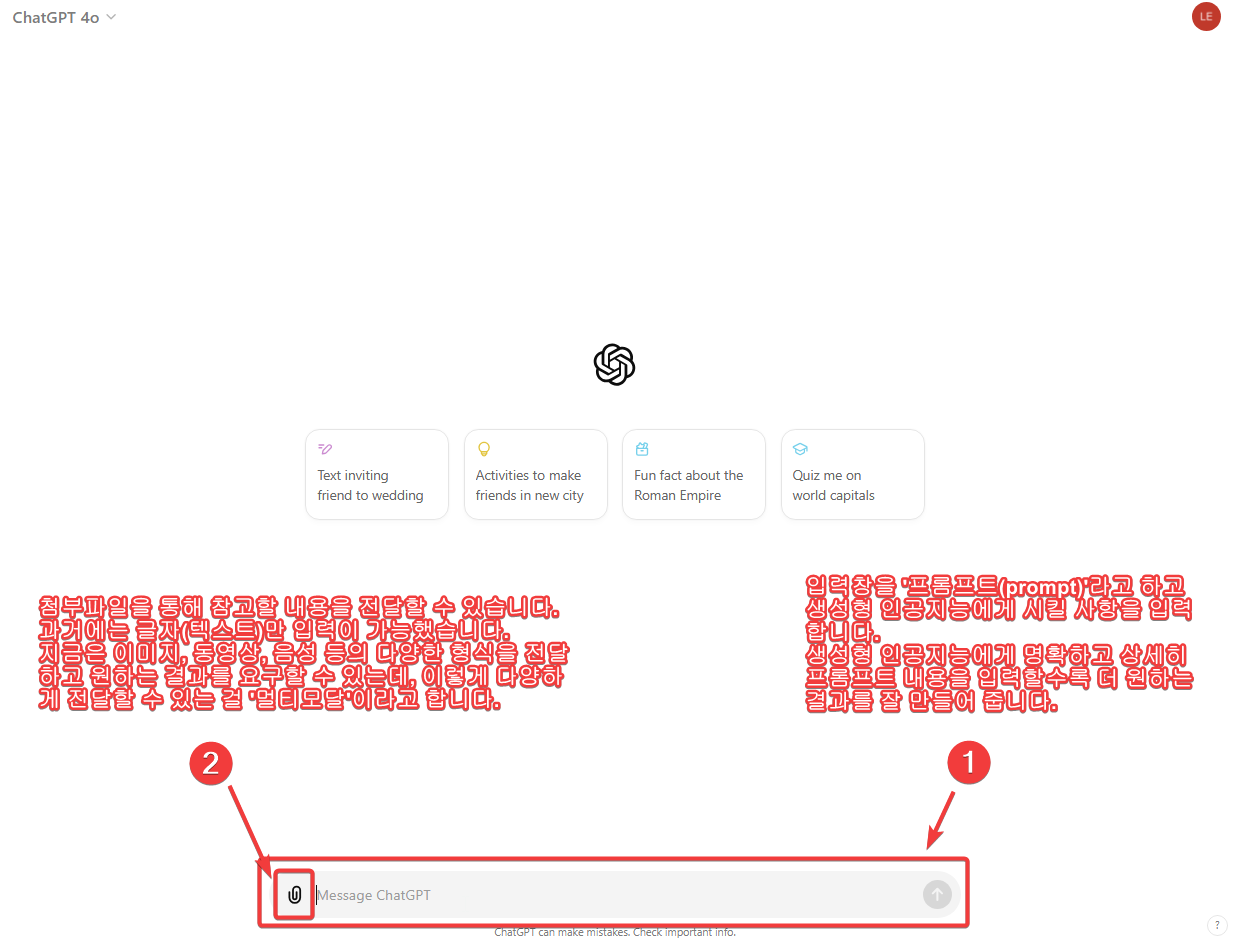 ChatGPT 4o
LE
Text inviting
friend to wedding
Activities to make
friends in new city
Fun fact about the
Roman Empire
Quiz me on
world capitals
첨부파일을 통해 참고할 내용을 전달할 수 있습니다.
과거에는 글자(텍스트)만 입력이 가능했습니다.
지금은 이미지, 동영상, 음성 등의 다양한 형식을 전달
하고 원하는 결과를 요구할 수 있는데, 이렇게 다양하
게 전달할 수 있는 걸 '멀티모달'이라고 합니다.
입력창을 '프롬프트(prompt)'라고 하고
생성형 인공지능에게 시킬 사항을 입력
합니다.
생성형 인공지능에게 명확하고 상세히
프롬프트 내용을 입력할수록 더 원하는
결과를 잘 만들어 줍니다.
2
1
Message ChatGPT
ChatGPT can make mistakes. Check important info.
?